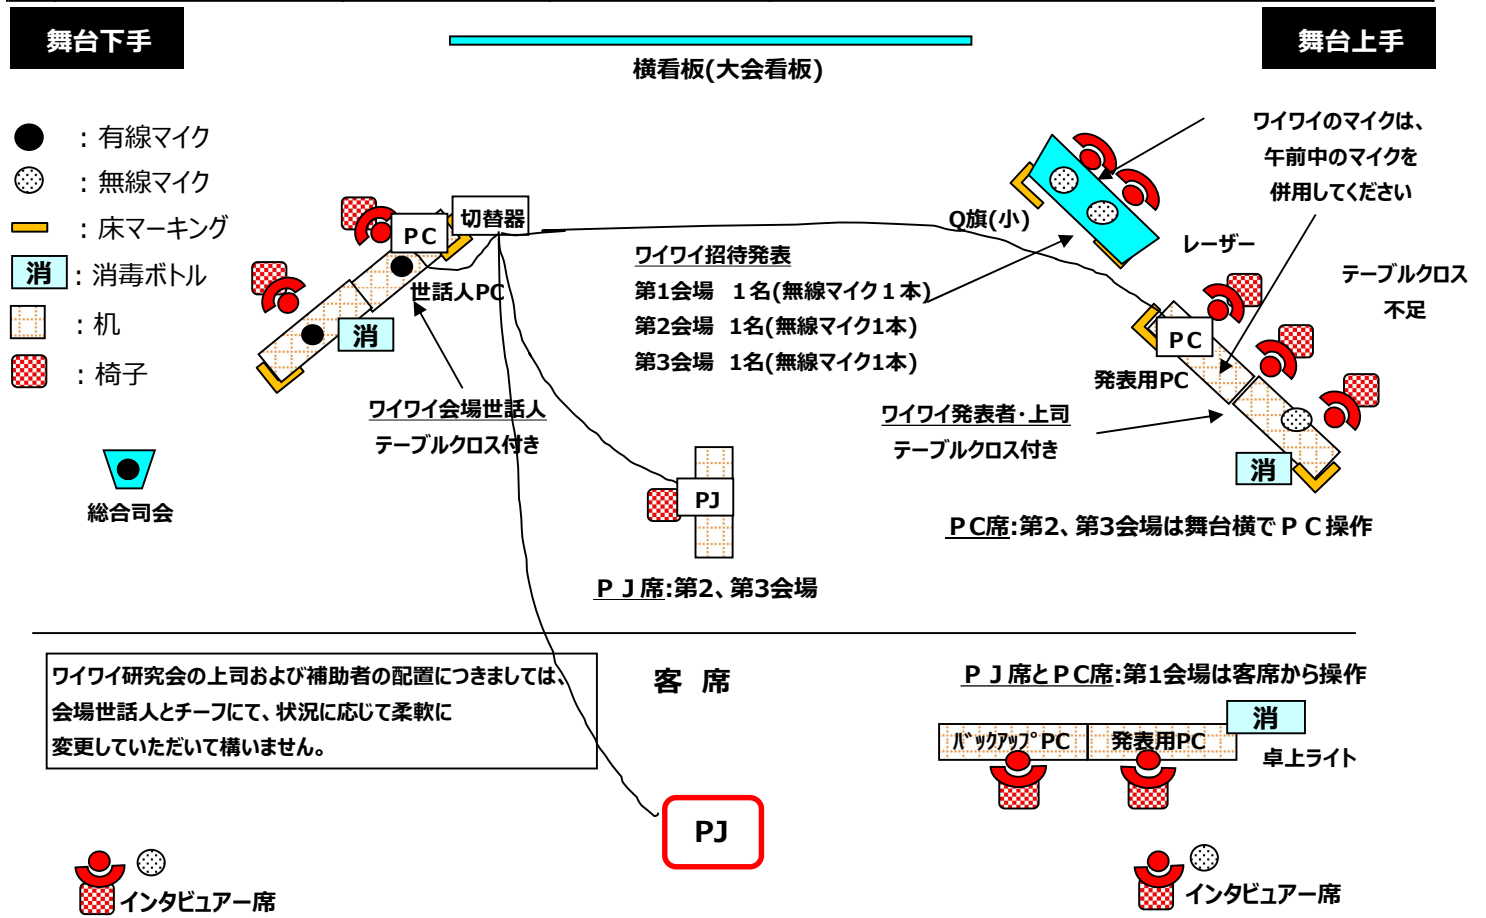 舞台下手
舞台上手
横看板(大会看板)
：有線マイク
：無線マイク
：床マーキング
消：消毒ボトル
：机
：椅子
ワイワイのマイクは、
午前中のマイクを
併用してください
切替器
PC
世話人PC
消
Q旗(小)
レーザー
テーブルクロス
不足
ワイワイ招待発表
第1会場　１名(無線マイク１本)
第2会場　1名(無線マイク1本)
第3会場　1名(無線マイク1本)
PC
発表用PC
ワイワイ会場世話人
テーブルクロス付き
ワイワイ発表者・上司
テーブルクロス付き
消
総合司会
PJ
ＰＣ席:第2、第3会場は舞台横でＰＣ操作
ＰＪ席:第2、第3会場
ワイワイ研究会の上司および補助者の配置につきましては、
会場世話人とチーフにて、状況に応じて柔軟に
変更していただいて構いません。
客　席
ＰＪ席とＰＣ席:第1会場は客席から操作
消
ﾊﾞｯｸｱｯﾌﾟPC
発表用PC
卓上ライト
PJ
インタビュアー席
インタビュアー席